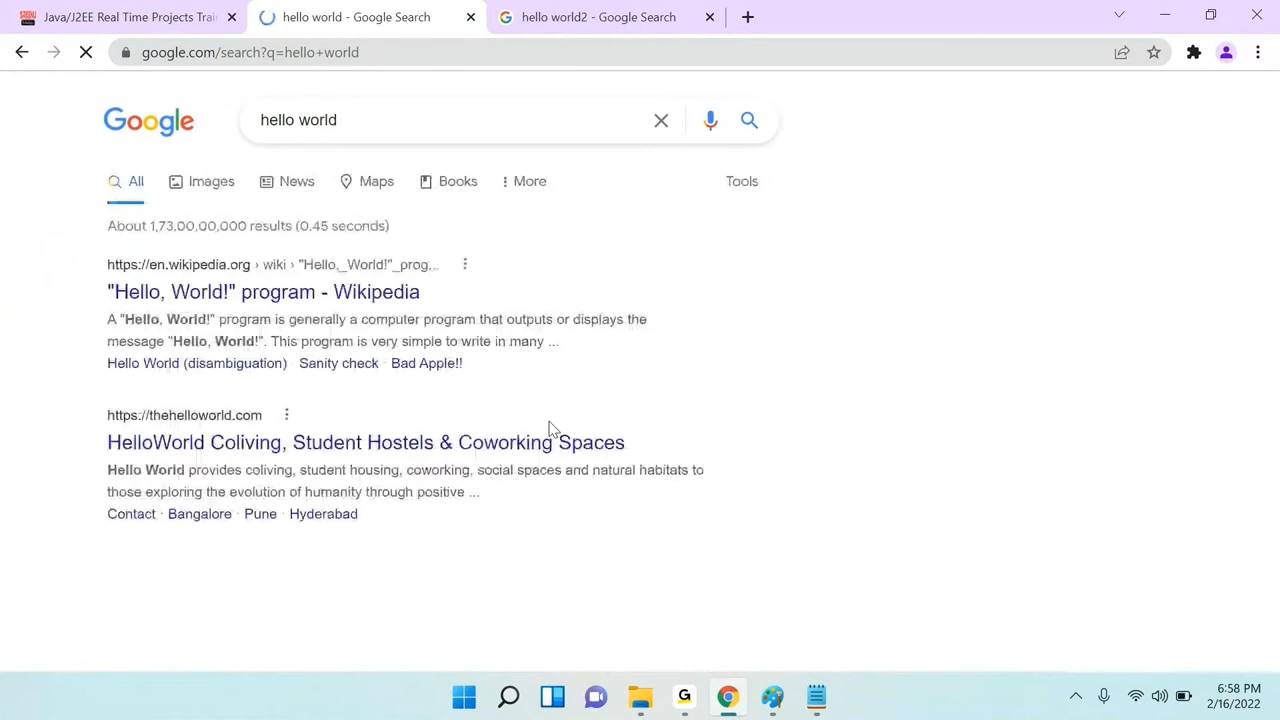 Java/J2EE Real Time Projects Trai
hello world - Google Search
hello world2 - Google Search
google.com/search?q=hello+world
Google
hello world
All
Images
News
Maps
Books
More
Tools
About 1,73,00,00,000 results (0.45 seconds)
https://en.wikipedia.org › wiki › "Hello,_World!"_prog...
"Hello, World!" program - Wikipedia
A "Hello, World!" program is generally a computer program that outputs or displays the
message "Hello, World!". This program is very simple to write in many ...
Hello World (disambiguation) · Sanity check · Bad Apple!!
https://thehelloworld.com
HelloWorld Coliving, Student Hostels & Coworking Spaces
Hello World provides coliving, student housing, coworking, social spaces and natural habitats to
those exploring the evolution of humanity through positive ...
Contact · Bangalore · Pune · Hyderabad
G
6:58 PM
2/16/2022